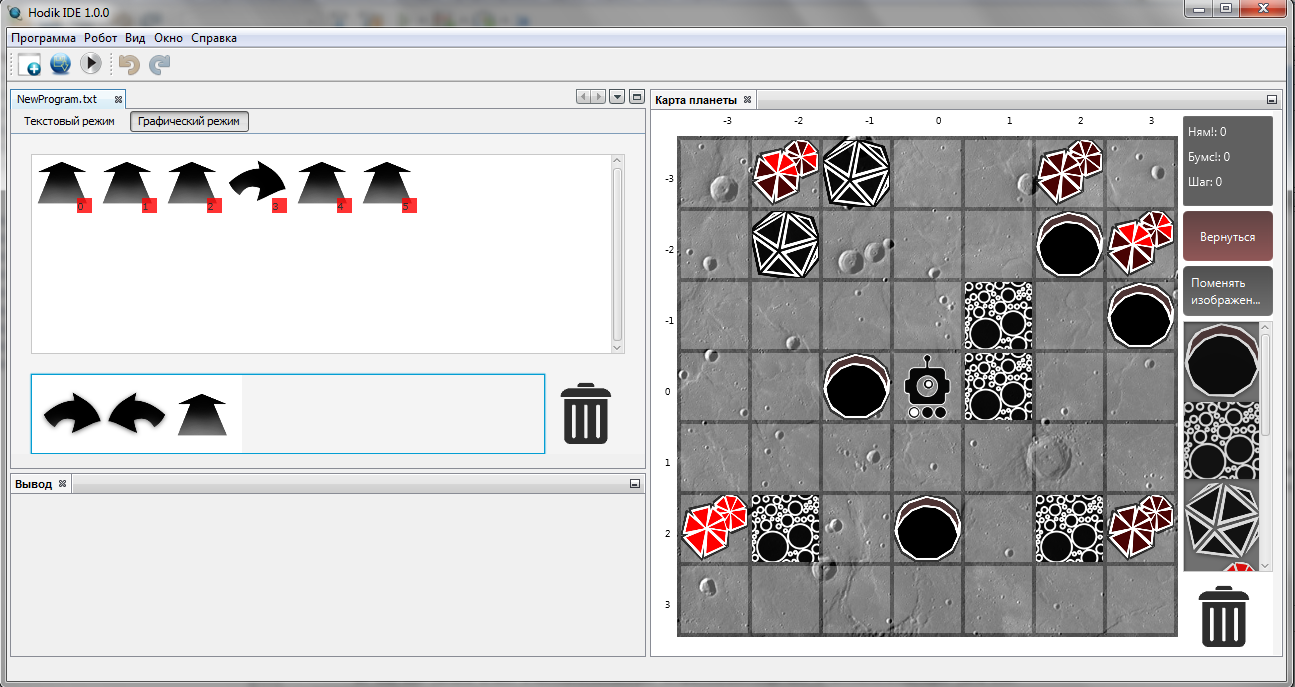 Hodik IDE 1.0.0
Программа Робот Вид Окно Справка
NewProgram.txt
Текстовый режим Графический режим
0 1 2 3 4 5
Вывод
Карта планеты
-3 -2 -1 0 1 2 3
-3
-2
-1
0
1
2
3
Ням!: 0
Бумс!: 0
Шаг: 0
Вернуться
Поменять
изображен...